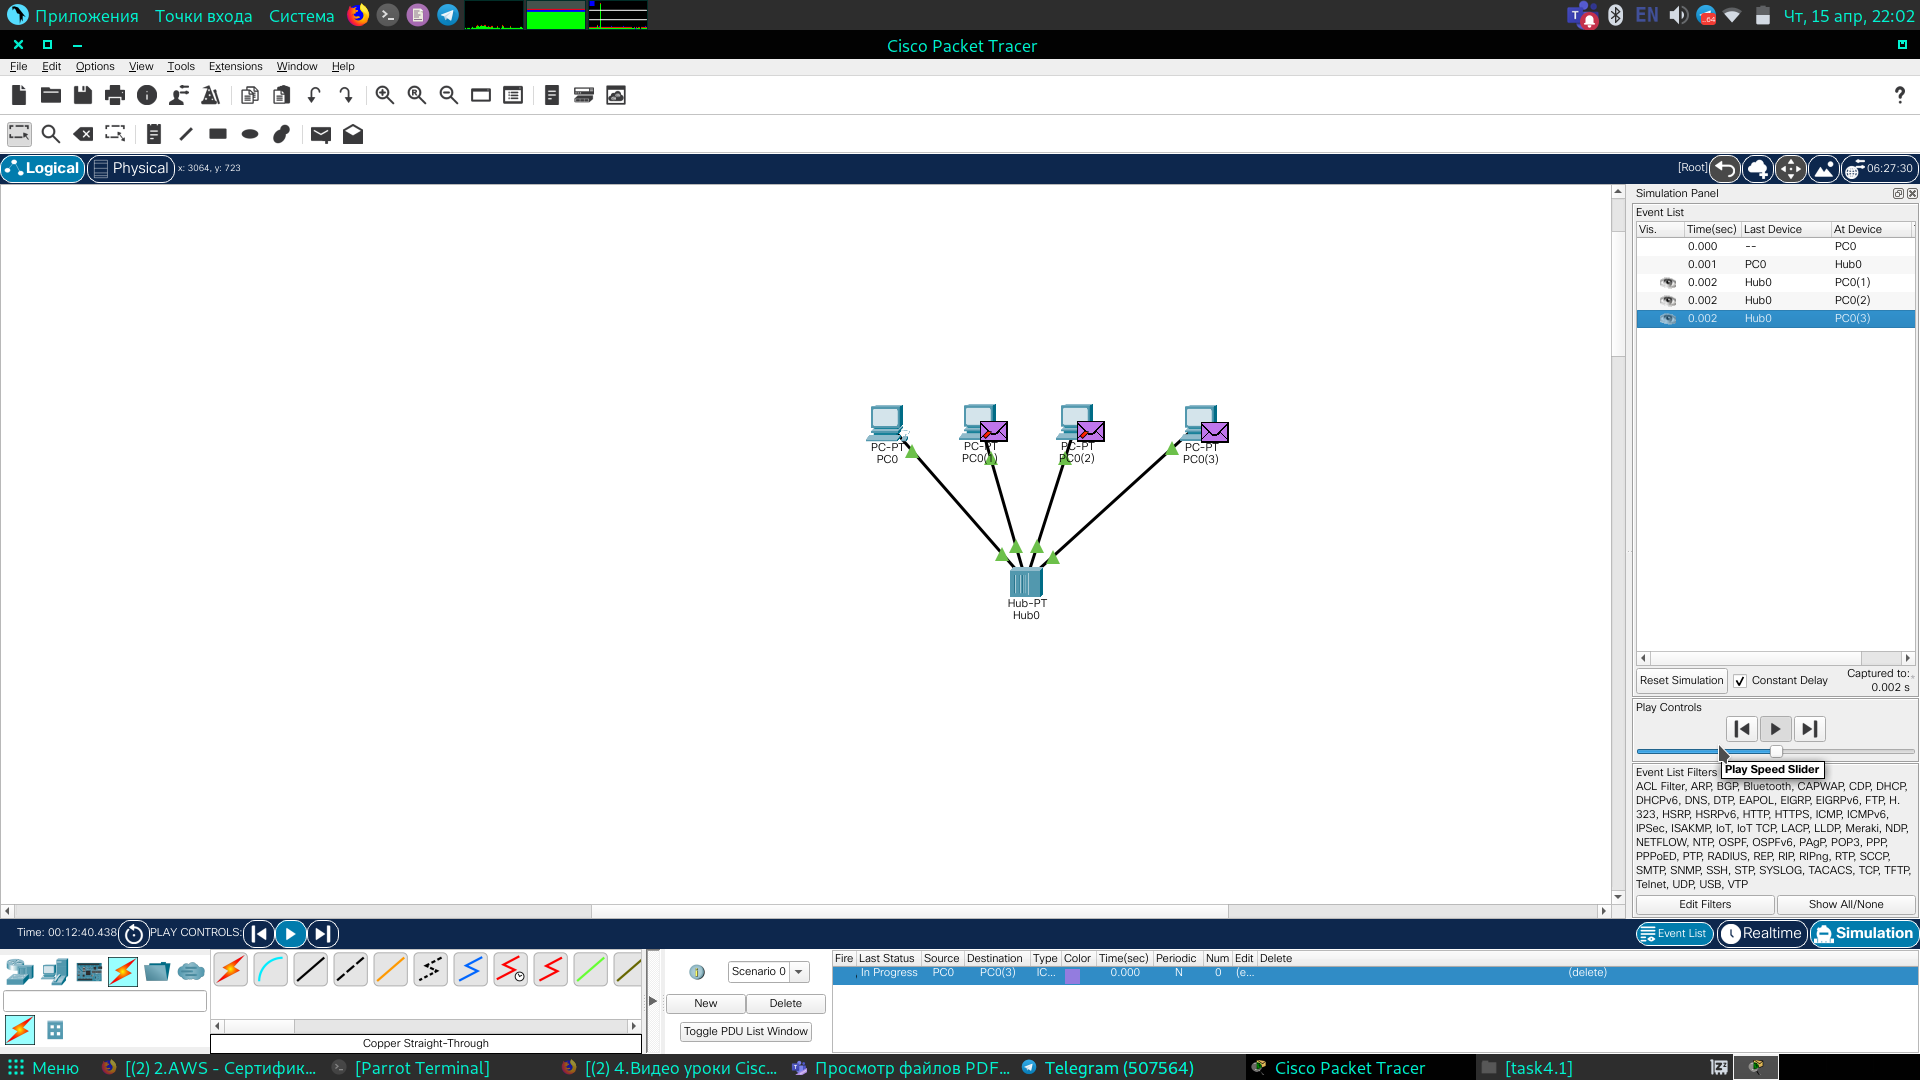 Приложения Точки входа Система EN .64 Чт, 15 апр, 22:02
Cisco Packet Tracer
File Edit Options View Tools Extensions Window Help
Logical Physical x: 3064, y: 723 [Root] 06:27:30
Simulation Panel
Event List
Vis. Time(sec) Last Device At Device
0.000 -- PC0
0.001 PC0 Hub0
0.002 Hub0 PC0(1)
0.002 Hub0 PC0(2)
0.002 Hub0 PC0(3)
PC-PT
PC0
PC-PT
PC0(1)
PC-PT
PC0(2)
PC-PT
PC0(3)
Hub-PT
Hub0
Reset Simulation Constant Delay Captured to:
0.002 s
Play Controls
Play Speed Slider
Event List Filters
ACL Filter, ARP, BGP, Bluetooth, CAPWAP, CDP, DHCP,
DHCPv6, DNS, DTP, EAPOL, EIGRP, EIGRPv6, FTP, H.
323, HSRP, HSRPv6, HTTP, HTTPS, ICMP, ICMPv6,
IPSec, ISAKMP, IoT, IoT TCP, LACP, LLDP, Meraki, NDP,
NETFLOW, NTP, OSPF, OSPFv6, PAgP, POP3, PPP,
PPPoED, PTP, RADIUS, REP, RIP, RIPng, RTP, SCCP,
SMTP, SNMP, SSH, STP, SYSLOG, TACACS, TCP, TFTP,
Telnet, UDP, USB, VTP
Edit Filters Show All/None
Time: 00:12:40.438 PLAY CONTROLS: Event List Realtime Simulation
Scenario 0
New Delete
Toggle PDU List Window
Fire Last Status Source Destination Type Color Time(sec) Periodic Num Edit Delete
In Progress PC0 PC0(3) IC... 0.000 N 0 (e... (delete)
Copper Straight-Through
Меню [(2) 2.AWS - Сертифик... [Parrot Terminal] [(2) 4.Видео уроки Cisc... Просмотр файлов PDF... Telegram (507564) Cisco Packet Tracer [task4.1]